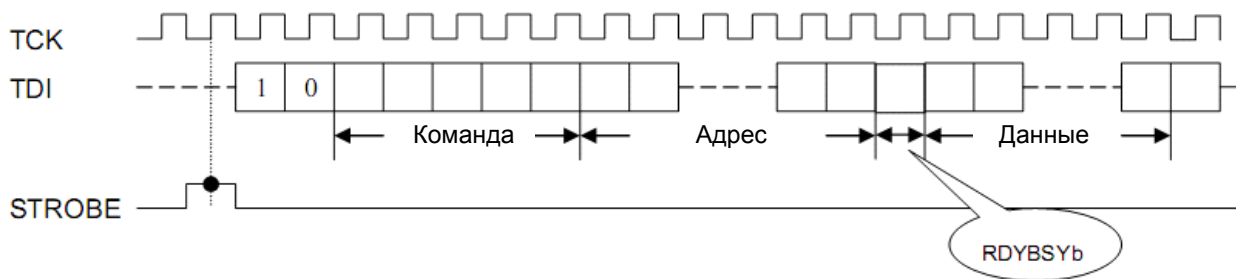 TCK
TDI 1 0
Команда Адрес Данные
STROBE
RDYBSYb